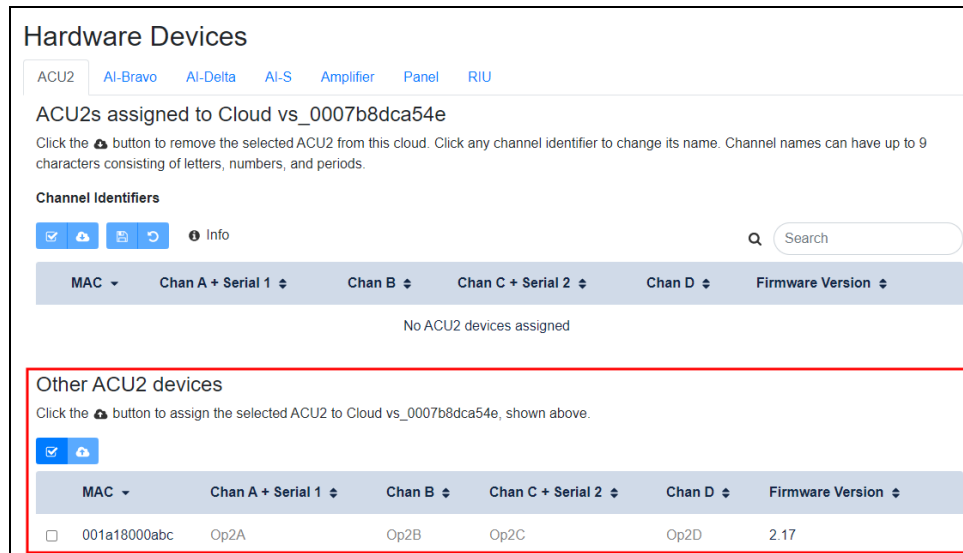 Hardware Devices
ACU2 AI-Bravo AI-Delta AI-S Amplifier Panel RIU
ACU2s assigned to Cloud vs_0007b8dca54e
Click the button to remove the selected ACU2 from this cloud. Click any channel identifier to change its name. Channel names can have up to 9
characters consisting of letters, numbers, and periods.
Channel Identifiers
Info Search
MAC Chan A + Serial 1 Chan B Chan C + Serial 2 Chan D Firmware Version
No ACU2 devices assigned
Other ACU2 devices
Click the button to assign the selected ACU2 to Cloud vs_0007b8dca54e, shown above.
MAC Chan A + Serial 1 Chan B Chan C + Serial 2 Chan D Firmware Version
001a18000abc Op2A Op2B Op2C Op2D 2.17